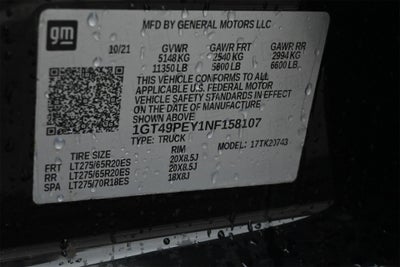 gm
MFD BY GENERAL MOTORS LLC
10/21 GVWR GAWR FRT GAWR RR
5148 KG 2540 KG 2994 KG
11350 LB 5600 LB 6600 LB
THIS VEHICLE CONFORMS TO ALL
APPLICABLE U.S. FEDERAL MOTOR
VEHICLE SAFETY STANDARDS IN EFFECT
ON THE DATE OF MANUFACTURE
SHOWN ABOVE
1GT49PEY1NF158107
TYPE: TRUCK MODEL: 17TK20743
TIRE SIZE RIM
FRT LT275/65R20ES 20X8.5J
RR LT275/65R20ES 20X8.5J
SPA LT275/70R18ES 18X8J